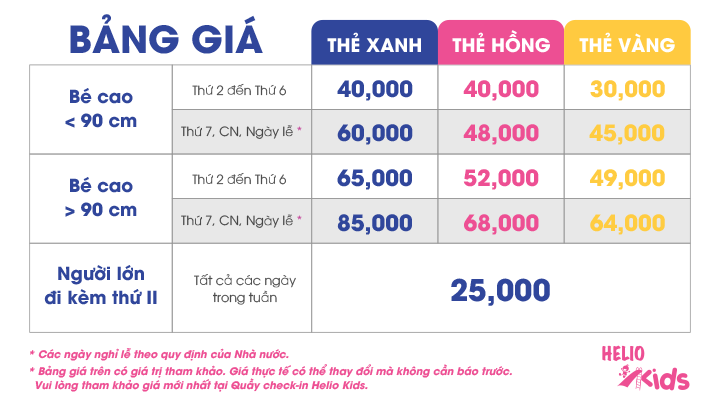 BẢNG GIÁ
THẺ XANH THẺ HỒNG THẺ VÀNG
Bé cao
< 90 cm
Thứ 2 đến Thứ 6 40,000 40,000 30,000
Thứ 7, CN, Ngày lễ * 60,000 48,000 45,000
Bé cao
> 90 cm
Thứ 2 đến Thứ 6 65,000 52,000 49,000
Thứ 7, CN, Ngày lễ * 85,000 68,000 64,000
Người lớn
đi kèm thứ II
Tất cả các ngày
trong tuần
25,000
* Các ngày nghỉ lễ theo quy định của Nhà nước.
* Bảng giá trên có giá trị tham khảo. Giá thực tế có thể thay đổi mà không cần báo trước.
Vui lòng tham khảo giá mới nhất tại Quầy check-in Helio Kids.
HELIO
Kids